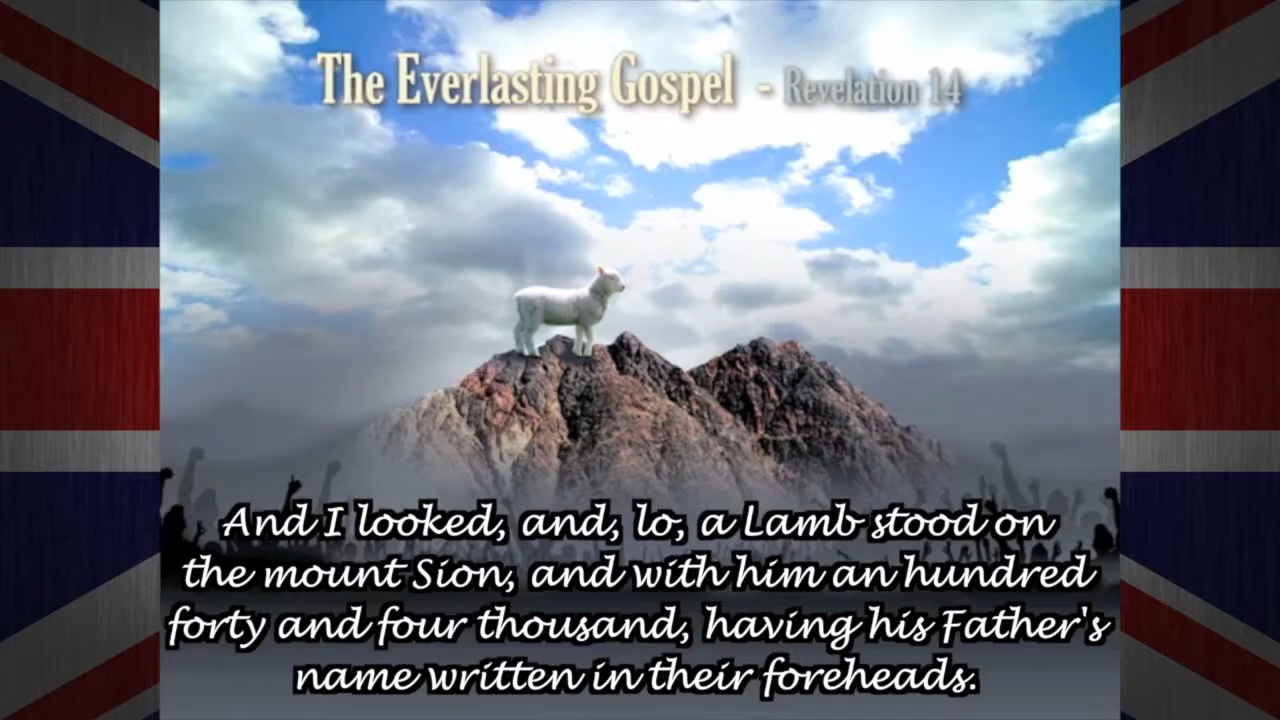 The Everlasting Gospel - Revelation 14
And I looked, and, lo, a Lamb stood on
the mount Sion, and with him an hundred
forty and four thousand, having his Father's
name written in their foreheads.